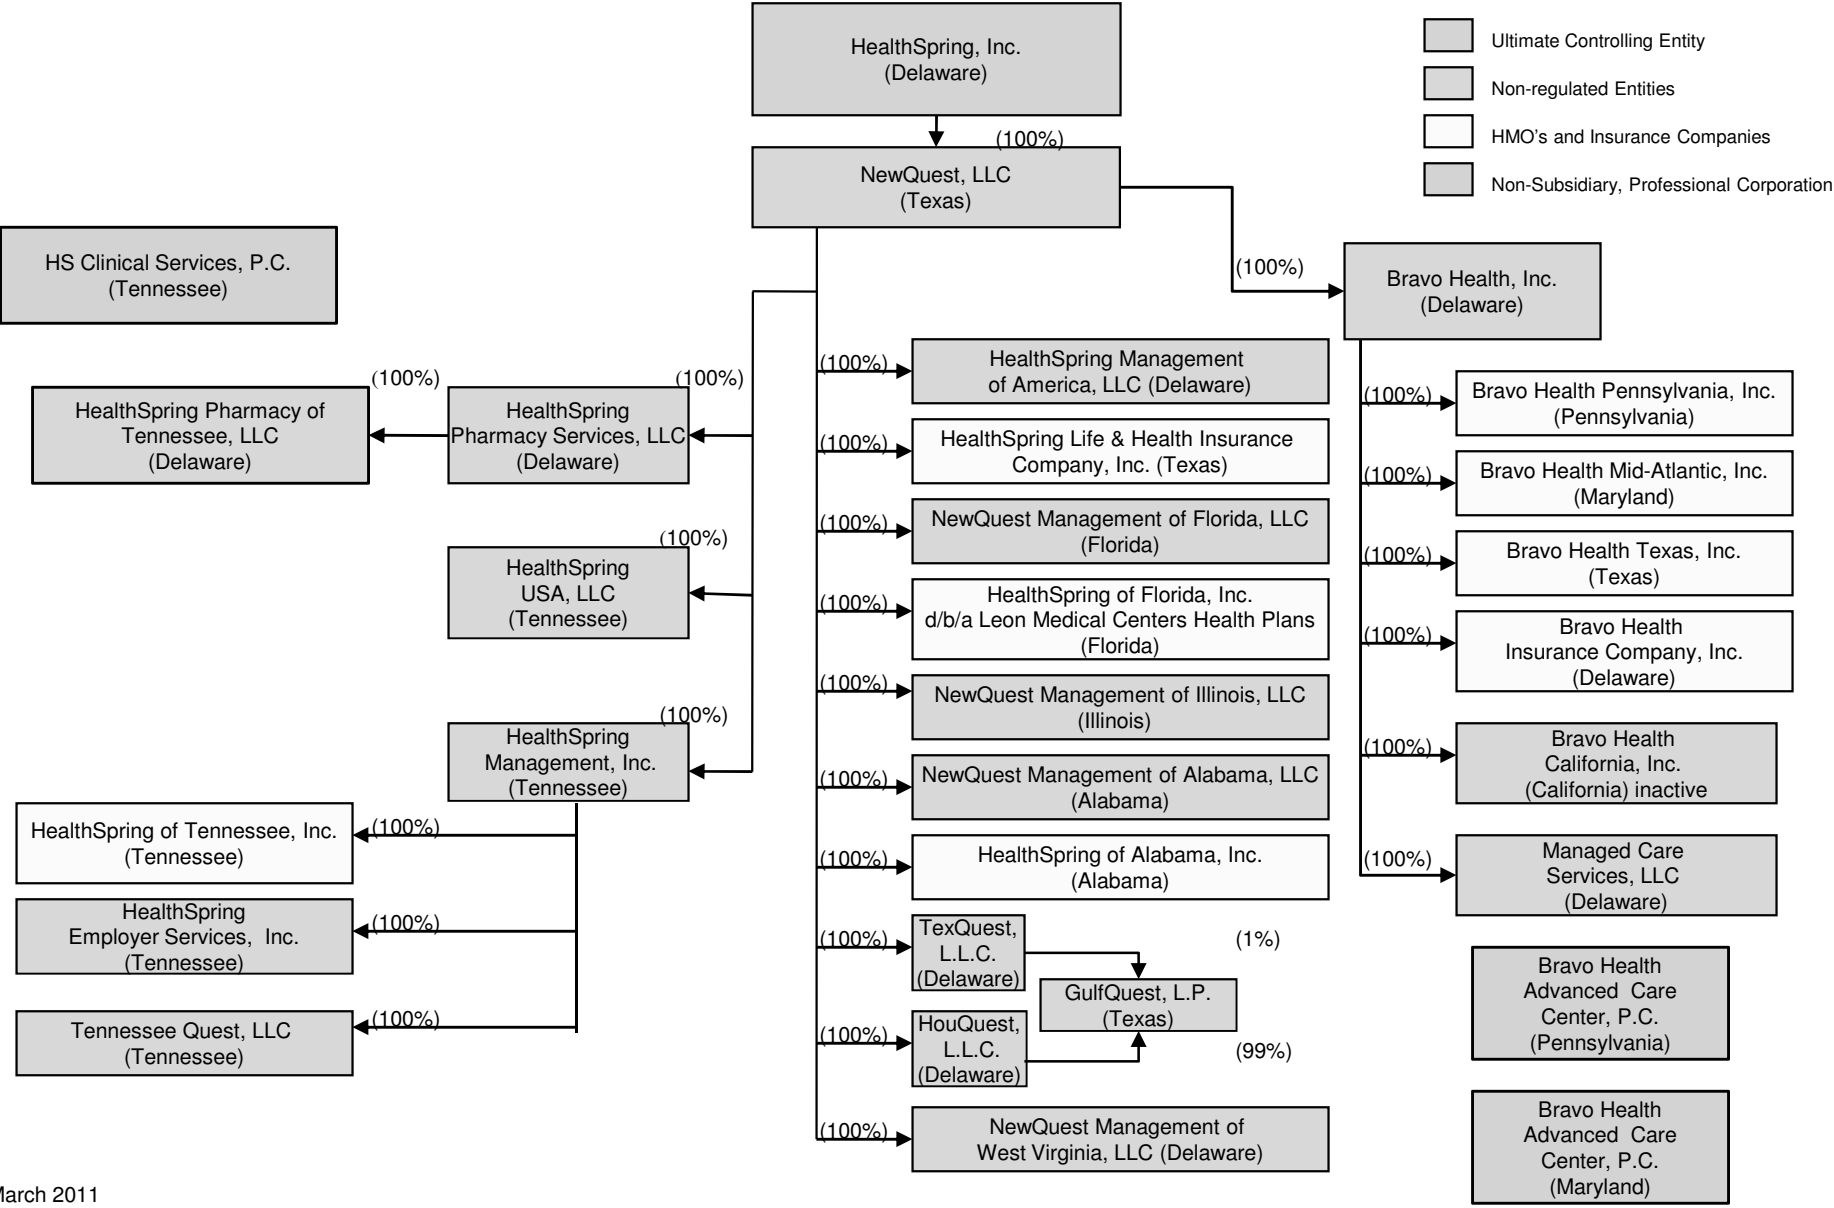 HealthSpring, Inc.
(Delaware)
Ultimate Controlling Entity
Non-regulated Entities
HMO's and Insurance Companies
Non-Subsidiary, Professional Corporation
(100%)
NewQuest, LLC
(Texas)
HS Clinical Services, P.C.
(Tennessee)
(100%)
Bravo Health, Inc.
(Delaware)
(100%)
HealthSpring Pharmacy of
Tennessee, LLC
(Delaware)
(100%)
HealthSpring
Pharmacy Services, LLC
(Delaware)
(100%)
HealthSpring
USA, LLC
(Tennessee)
(100%)
HealthSpring
Management, Inc.
(Tennessee)
HealthSpring of Tennessee, Inc.
(Tennessee)
(100%)
HealthSpring
Employer Services,  Inc.
(Tennessee)
(100%)
Tennessee Quest, LLC
(Tennessee)
(100%)
(100%)
HealthSpring Management
of America, LLC (Delaware)
(100%)
HealthSpring Life & Health Insurance
Company, Inc. (Texas)
(100%)
NewQuest Management of Florida, LLC
(Florida)
(100%)
HealthSpring of Florida, Inc.
d/b/a Leon Medical Centers Health Plans
(Florida)
(100%)
NewQuest Management of Illinois, LLC
(Illinois)
(100%)
NewQuest Management of Alabama, LLC
(Alabama)
(100%)
HealthSpring of Alabama, Inc.
(Alabama)
(100%)
TexQuest,
L.L.C.
(Delaware)
(1%)
GulfQuest, L.P.
(Texas)
(100%)
HouQuest,
L.L.C.
(Delaware)
(99%)
(100%)
NewQuest Management of
West Virginia, LLC (Delaware)
(100%)
Bravo Health Pennsylvania, Inc.
(Pennsylvania)
(100%)
Bravo Health Mid-Atlantic, Inc.
(Maryland)
(100%)
Bravo Health Texas, Inc.
(Texas)
(100%)
Bravo Health
Insurance Company, Inc.
(Delaware)
(100%)
Bravo Health
California, Inc.
(California) inactive
(100%)
Managed Care
Services, LLC
(Delaware)
Bravo Health
Advanced  Care
Center, P.C.
(Pennsylvania)
Bravo Health
Advanced  Care
Center, P.C.
(Maryland)
March 2011